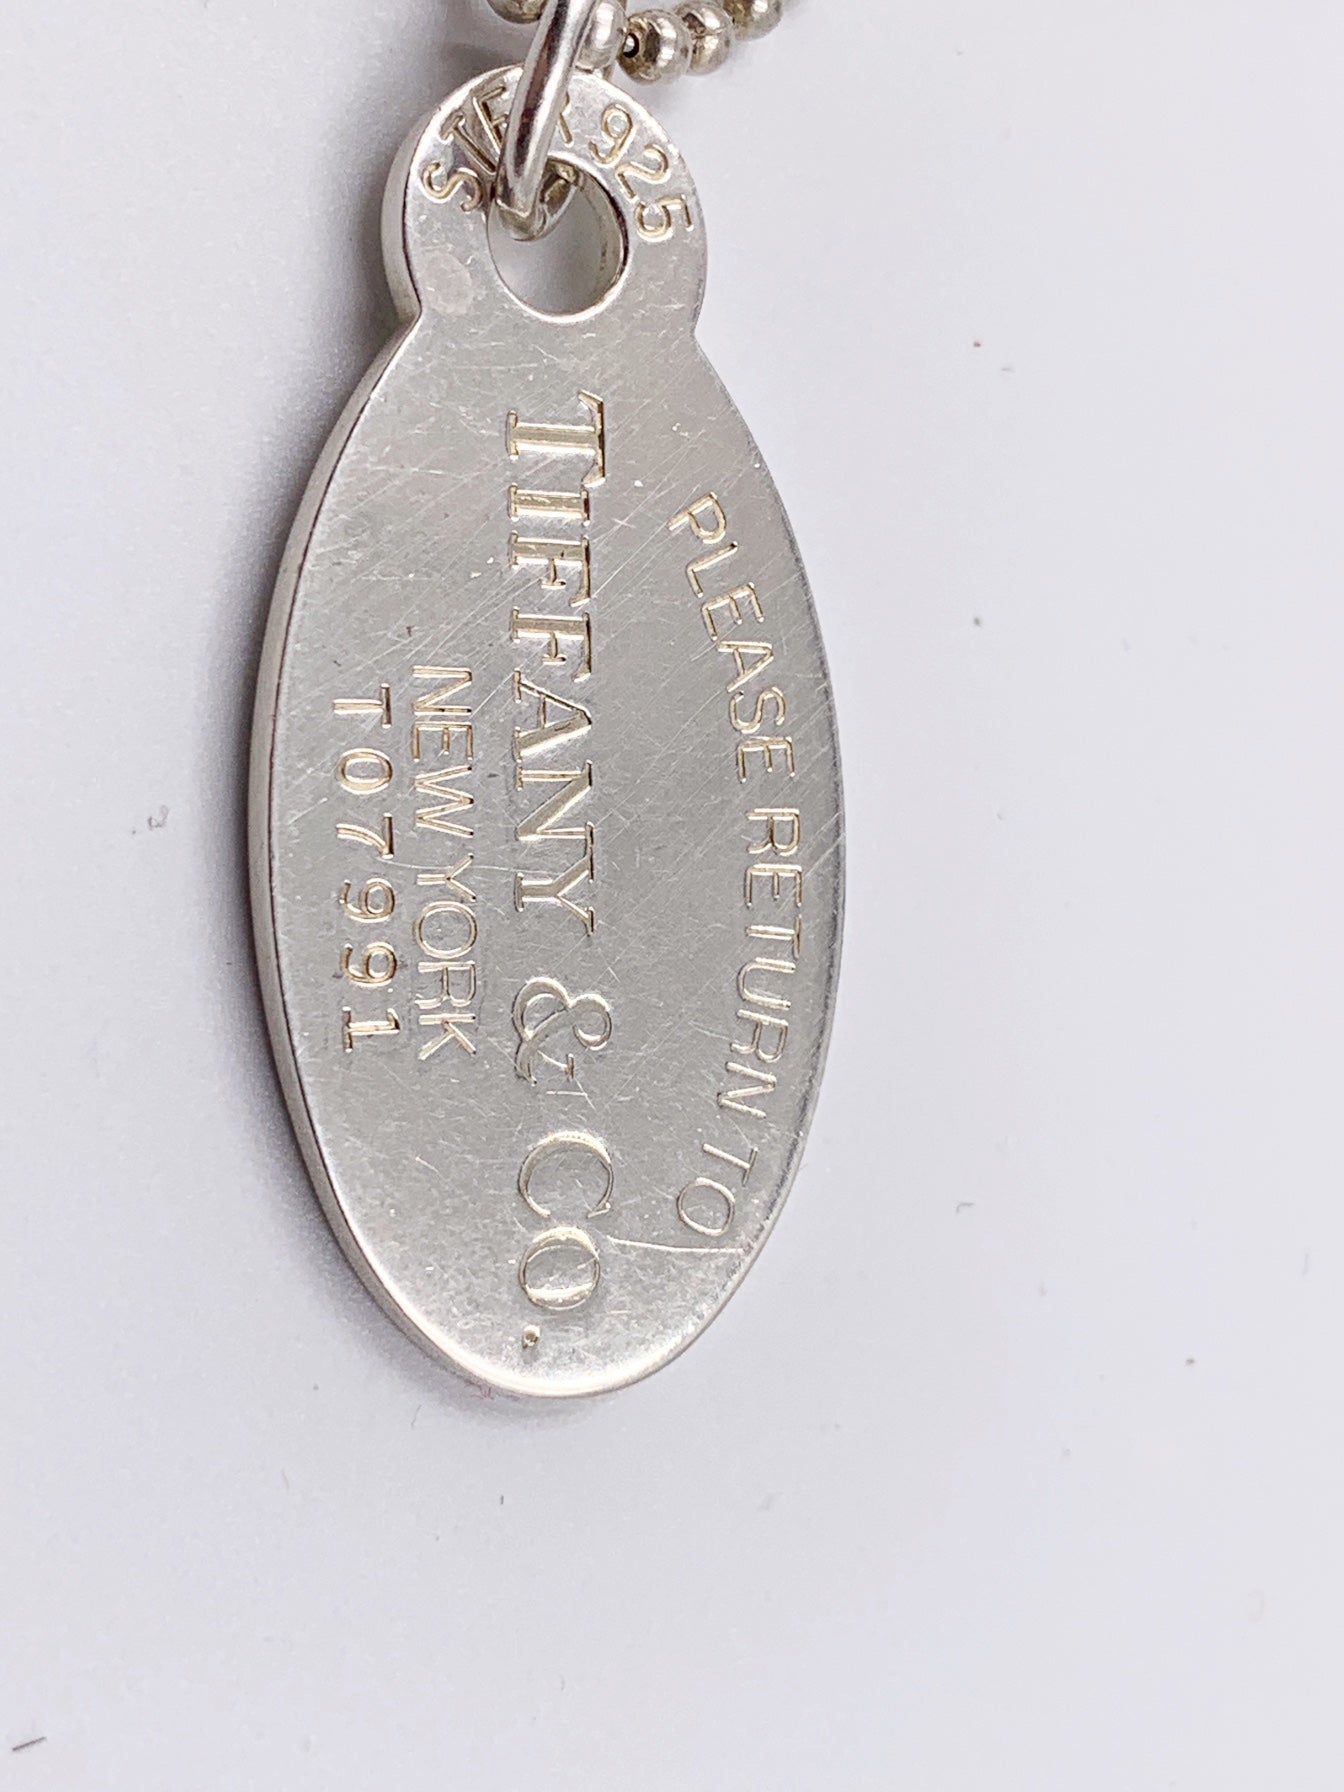 STER 925
PLEASE RETURN TO
TIFFANY & CO.
NEW YORK
T07991